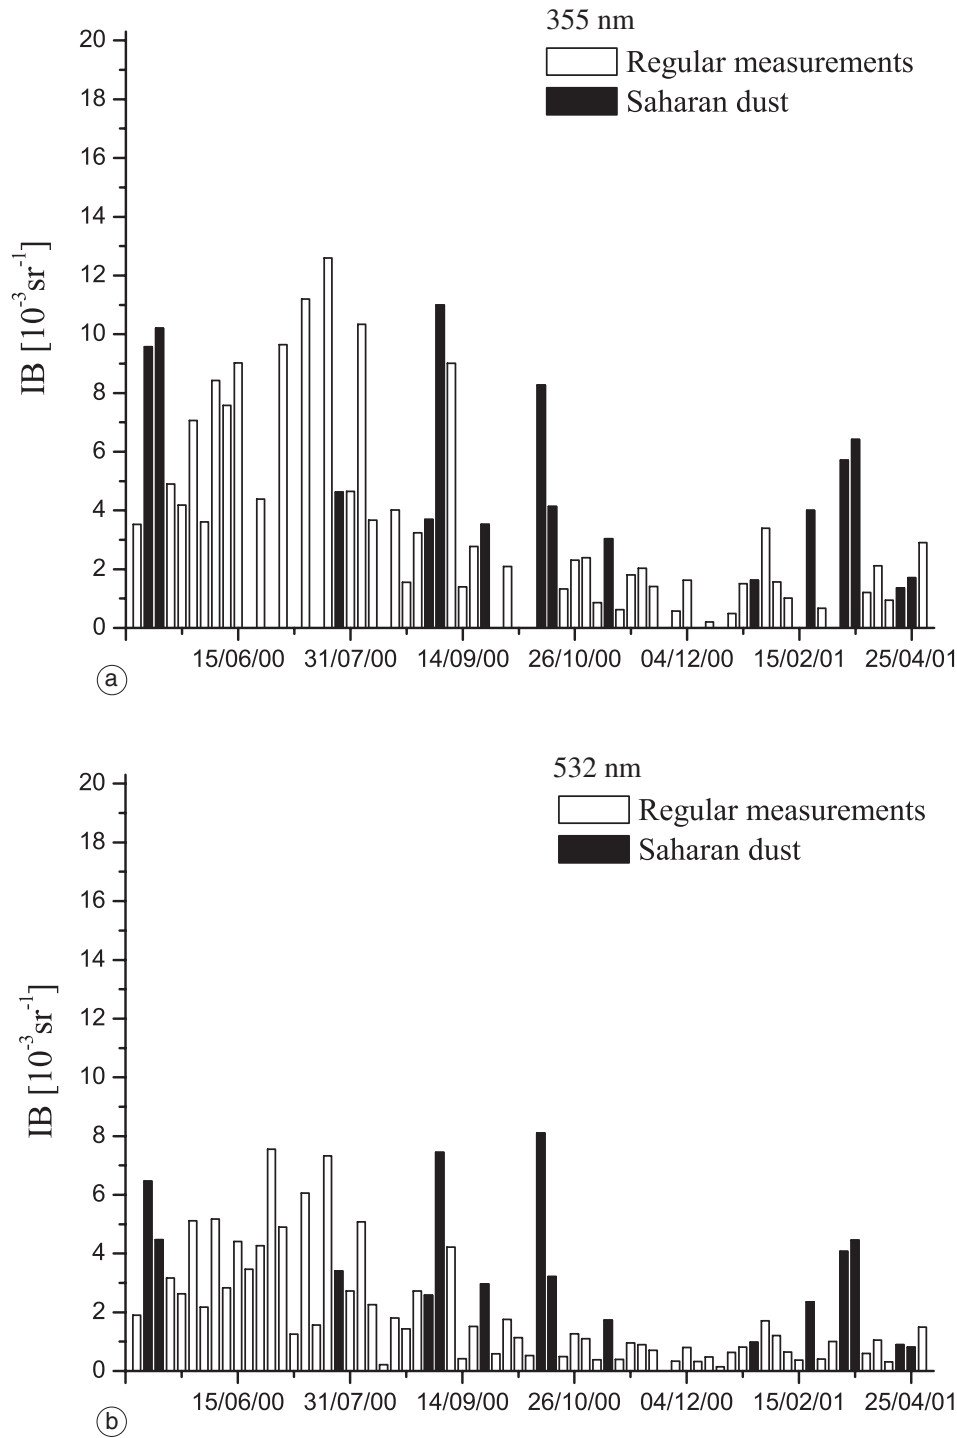 355 nm
Regular measurements
Saharan dust
20
18
16
14
12
10
8
6
4
2
0
IB [10⁻³sr⁻¹]
15/06/00 31/07/00 14/09/00 26/10/00 04/12/00 15/02/01 25/04/01
a
532 nm
Regular measurements
Saharan dust
20
18
16
14
12
10
8
6
4
2
0
IB [10⁻³sr⁻¹]
15/06/00 31/07/00 14/09/00 26/10/00 04/12/00 15/02/01 25/04/01
b